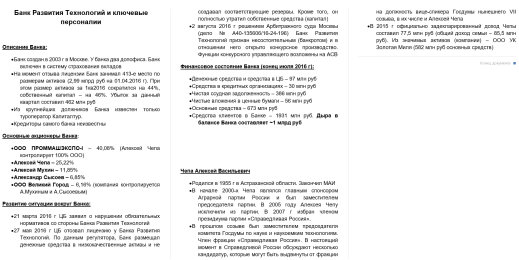 Банк Развития Технологий и ключевые
персоналии
Описание Банка:
•Банк создан в 2003 г в Москве. У банка два допофиса. Банк
включен в систему страхования вкладов
•На момент отзыва лицензии Банк занимал 413-е место по
размерам активов (2,99 млрд руб на 01.04.2016 г). При
этом размер активов за 1кв2016 сократился на 44%,
собственный капитал – на 46%. Убыток за данный
квартал составил 462 млн руб
•Из крупнейших должников Банка известен только
туроператор Капиталтур.
•Кредиторы самого банка неизвестны
Основные акционеры Банка:
•ООО ПРОММАШЭКСПО-I – 40,08% (Алексей Чепа
контролирует 100% ООО)
•Алексей Чепа – 25,22%
•Алексей Мухин – 11,85%
•Александр Сысоев – 6,85%
•ООО Великий Город – 6,16% (компания контролируется
А.Мухиным и А.Сысоевым)
Развитие ситуации вокруг Банка:
•21 марта 2016 г ЦБ заявил о нарушении обязательных
нормативов со стороны Банка Развития Технологий
•27 мая 2016 г ЦБ отозвал лицензию у Банка Развития
Технологий. По данным регулятора, Банк размещал
денежные средства в низкокачественные активы и не
создавал соответствующие резервы. Кроме того, он
полностью утратил собственные средства (капитал)
•2 августа 2016 г решением Арбитражного суда Москвы
(дело № А40-135606/16-24-196) Банк Развития
Технологий признан несостоятельным (банкротом) и в
отношении него открыто конкурсное производство.
Функции конкурсного управляющего возложены на АСВ.
Финансовое состояние Банка (конец июля 2016 г):
•Денежные средства и средства в ЦБ – 97 млн руб
•Средства в кредитных организациях – 30 млн руб
•Чистая ссудная задолженность – 386 млн руб
•Чистые вложения в ценные бумаги – 56 млн руб
•Основные средства – 673 млн руб
•Средства клиентов в Банке – 1831 млн руб. Дыра в
балансе Банка составляет ~1 млрд руб
Чепа Алексей Васильевич
•Родился в 1955 г в Астраханской области. Закончил МАИ
•В начале 2000-х Чепа являлся главным спонсором
Аграрной партии России и был заместителем
председателя партии. В 2005 году Алексей Чепу
исключили из партии. В 2007 г избран членом
президиума партии «Справедливая Россия».
•В прошлом созыве был заместителем председателя
комитета Госдумы по науке и наукоемким технологиям.
Член фракции «Справедливая Россия». В настоящий
момент в Справедливой России обсуждают несколько
кандидатур, которые могут быть выдвинуты от фракции
на должность вице-спикера Госдумы нынешнего VII
созыва, в их числе и Алексей Чепа
•В 2015 г официально задекларированный доход Чепы
составил 77,5 млн руб (общий доход семьи – 85,5 млн
руб). Из значимых активов (компании) – ООО УК
Золотая Миля (582 млн руб основные средства)